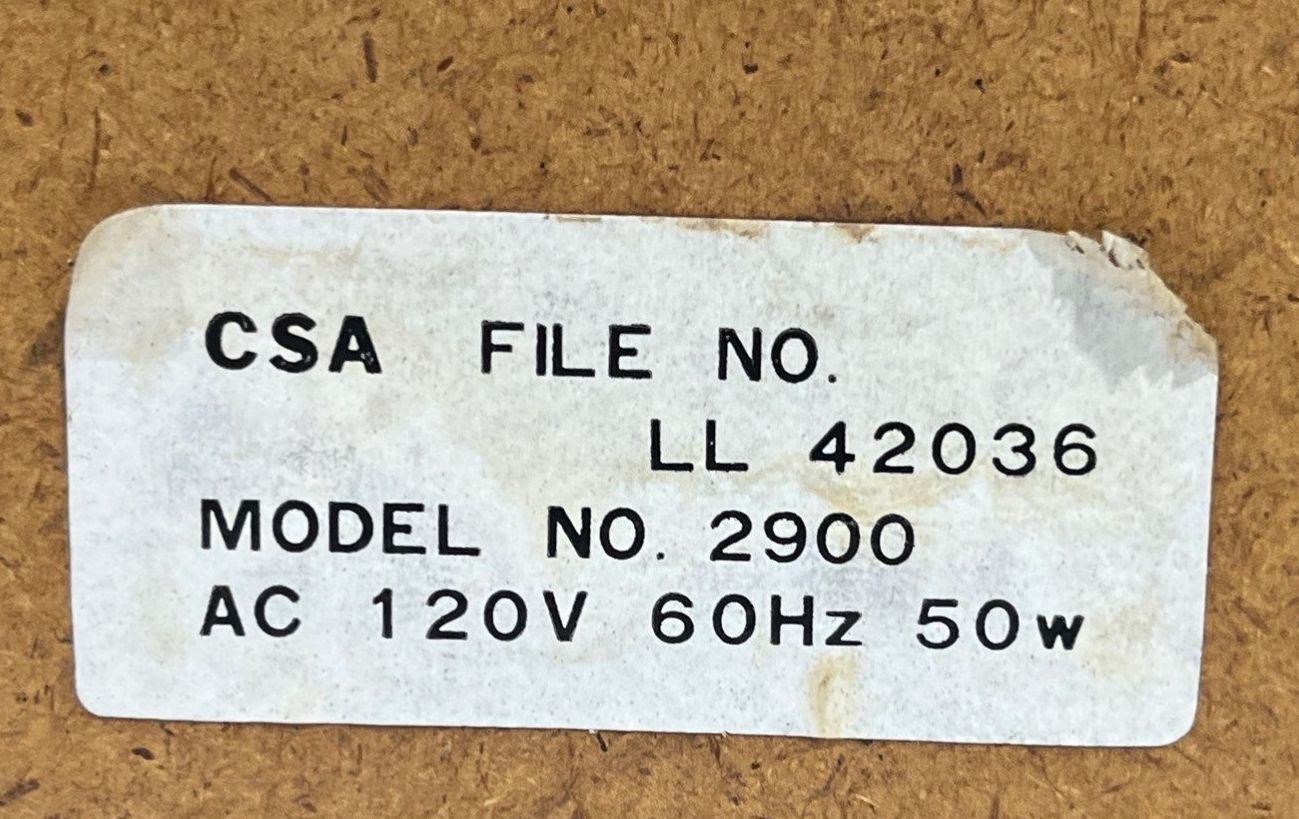 CSA FILE NO.
LL 42036
MODEL NO. 2900
AC 120V 60Hz 50w